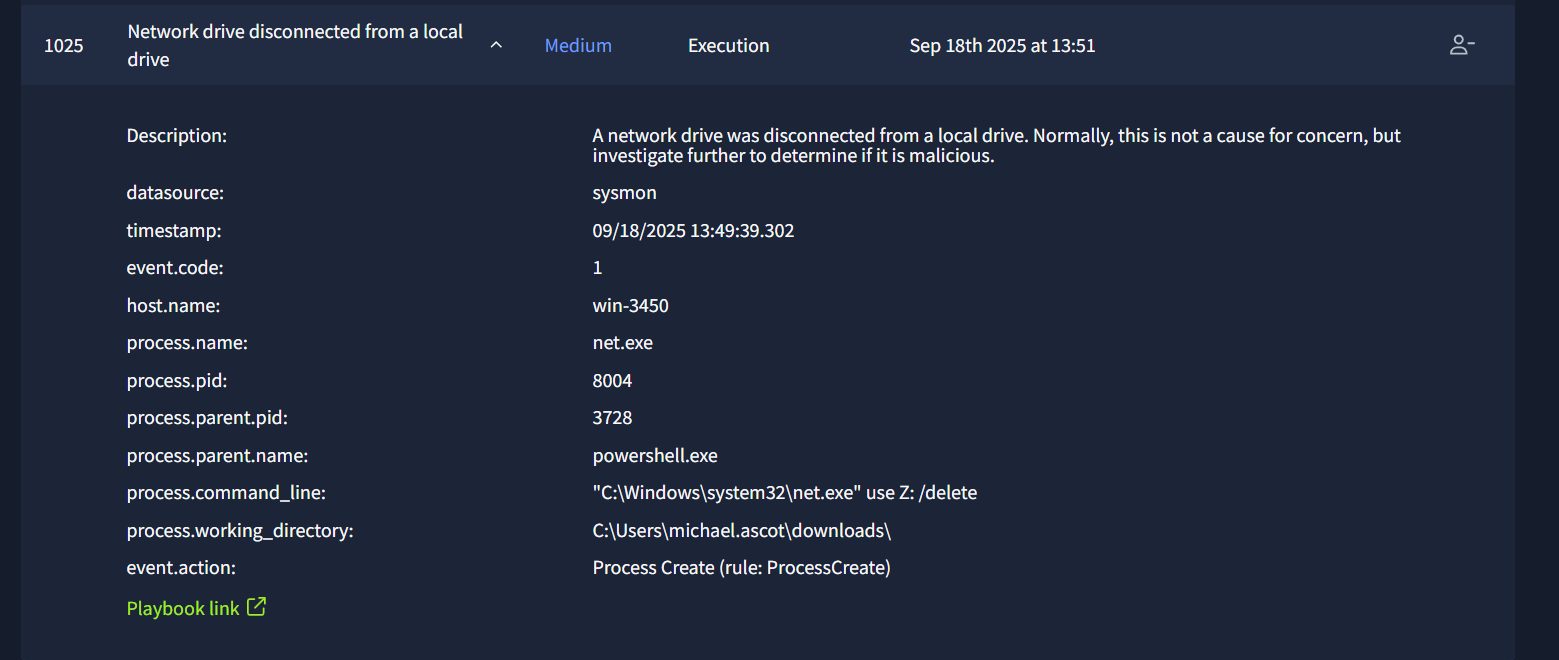 1025
Network drive disconnected from a local
drive
Medium
Execution
Sep 18th 2025 at 13:51
Description:
A network drive was disconnected from a local drive. Normally, this is not a cause for concern, but
investigate further to determine if it is malicious.
datasource:
sysmon
timestamp:
09/18/2025 13:49:39.302
event.code:
1
host.name:
win-3450
process.name:
net.exe
process.pid:
8004
process.parent.pid:
3728
process.parent.name:
powershell.exe
process.command_line:
"C:\Windows\system32\net.exe" use Z: /delete
process.working_directory:
C:\Users\michael.ascot\downloads\
event.action:
Process Create (rule: ProcessCreate)
Playbook link